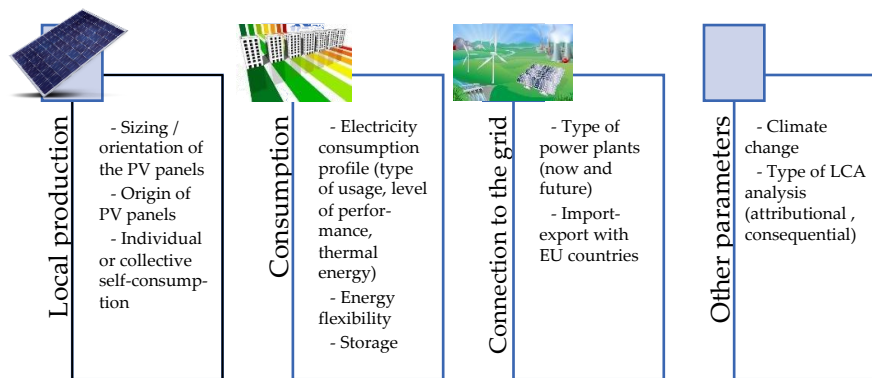 Local production
- Sizing /
orientation of
the PV panels
- Origin of
PV panels
- Individual
or collective
self-consump-
tion
Consumption
- Electricity
consumption
profile (type
of usage, level
of perfor-
mance,
thermal
energy)
- Energy
flexibility
- Storage
Connection to the grid
- Type of
power plants
(now and
future)
- Import-
export with
EU countries
Other parameters
- Climate
change
- Type of LCA
analysis
(attributional ,
consequential)